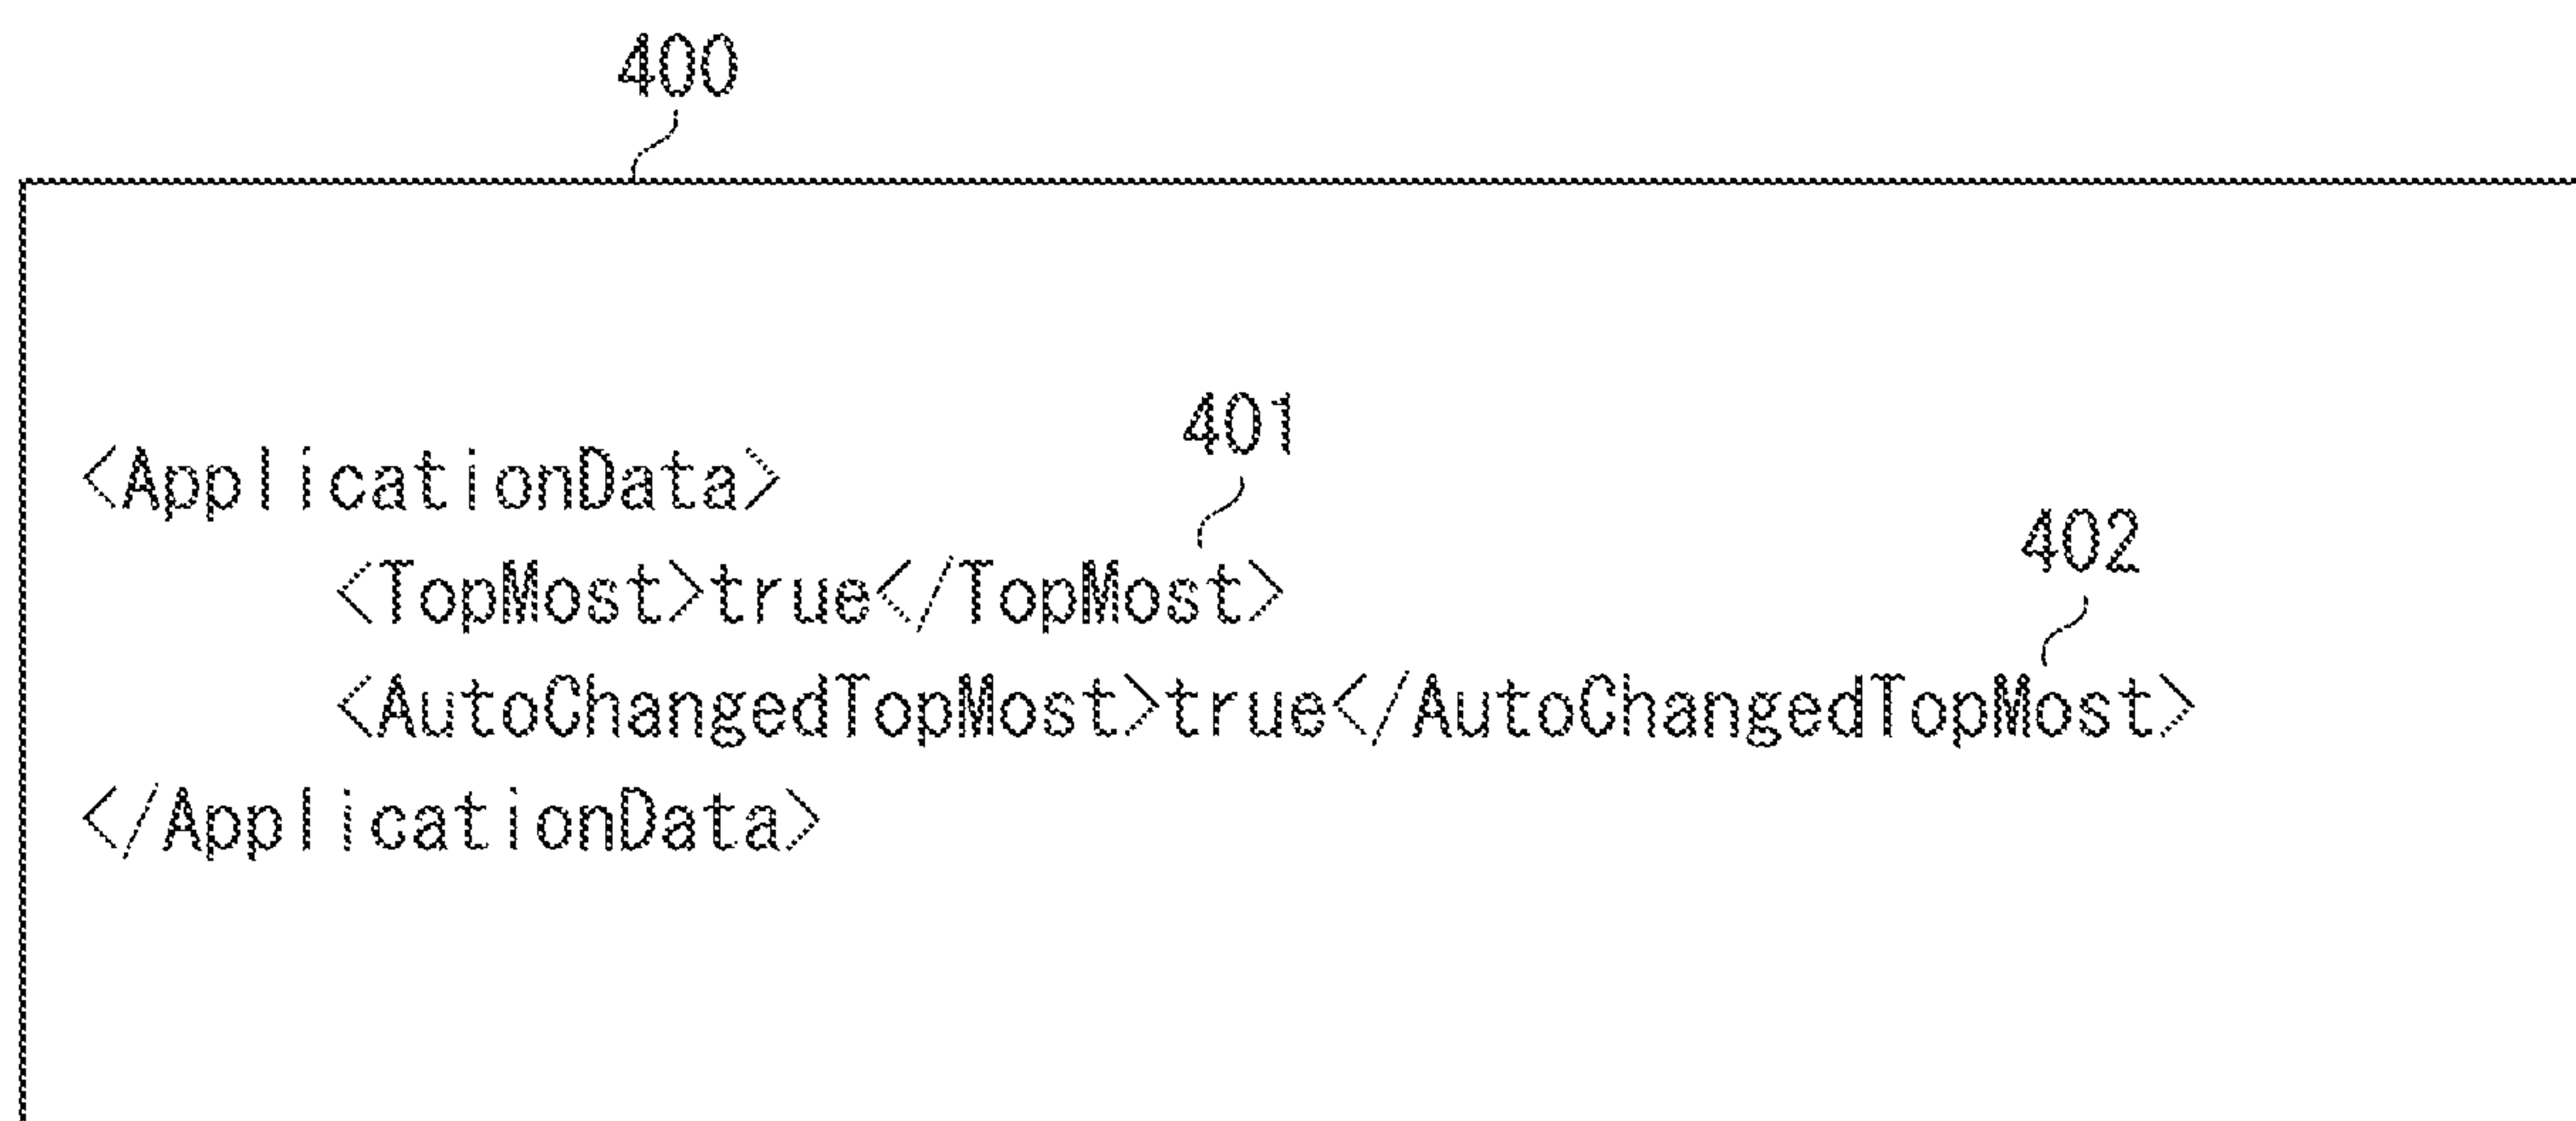 400
<ApplicationData>
401
<TopMost>true</TopMost>
402
<AutoChangedTopMost>true</AutoChangedTopMost>
</ApplicationData>